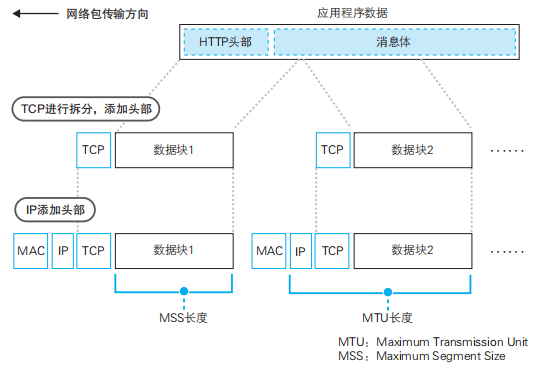 网络包传输方向
应用程序数据
HTTP头部
消息体
TCP进行拆分，添加头部
TCP
数据块1
TCP
数据块2
······
IP添加头部
MAC
IP
TCP
数据块1
MAC
IP
TCP
数据块2
······
MSS长度
MTU长度
MTU：Maximum Transmission Unit
MSS：Maximum Segment Size